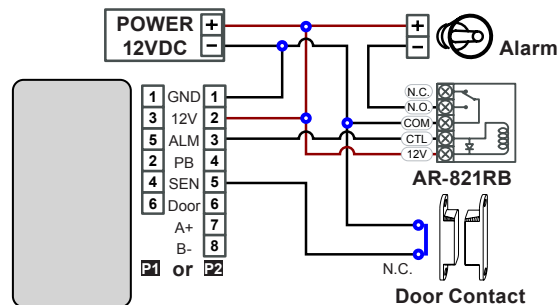 POWER +
12VDC −
+
− Alarm
1 GND 1
3 12V 2
5 ALM 3
2 PB 4
4 SEN 5
6 Door 6
A+ 7
B- 8
P1 or P2
N.C.
N.O.
COM
CTL
12V
AR-821RB
N.C.
Door Contact